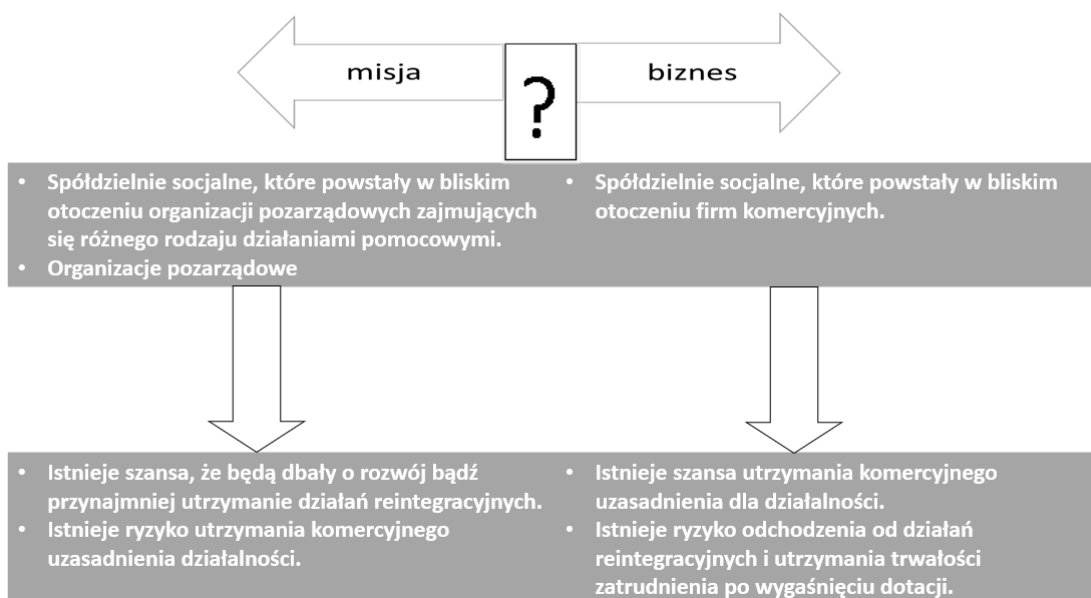 misja
?
biznes
• Spółdzielnie socjalne, które powstały w bliskim
otoczeniu organizacji pozarządowych zajmujących
się różnego rodzaju działaniami pomocowymi.
• Organizacje pozarządowe
• Spółdzielnie socjalne, które powstały w bliskim
otoczeniu firm komercyjnych.
• Istnieje szansa, że będą dbały o rozwój bądź
przynajmniej utrzymanie działań reintegracyjnych.
• Istnieje ryzyko utrzymania komercyjnego
uzasadnienia działalności.
• Istnieje szansa utrzymania komercyjnego
uzasadnienia dla działalności.
• Istnieje ryzyko odchodzenia od działań
reintegracyjnych i utrzymania trwałości
zatrudnienia po wygaśnięciu dotacji.